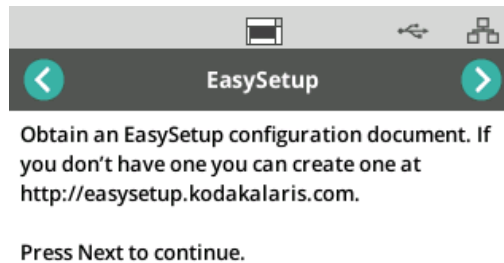 EasySetup
Obtain an EasySetup configuration document. If
you don't have one you can create one at
http://easysetup.kodakalaris.com.
Press Next to continue.